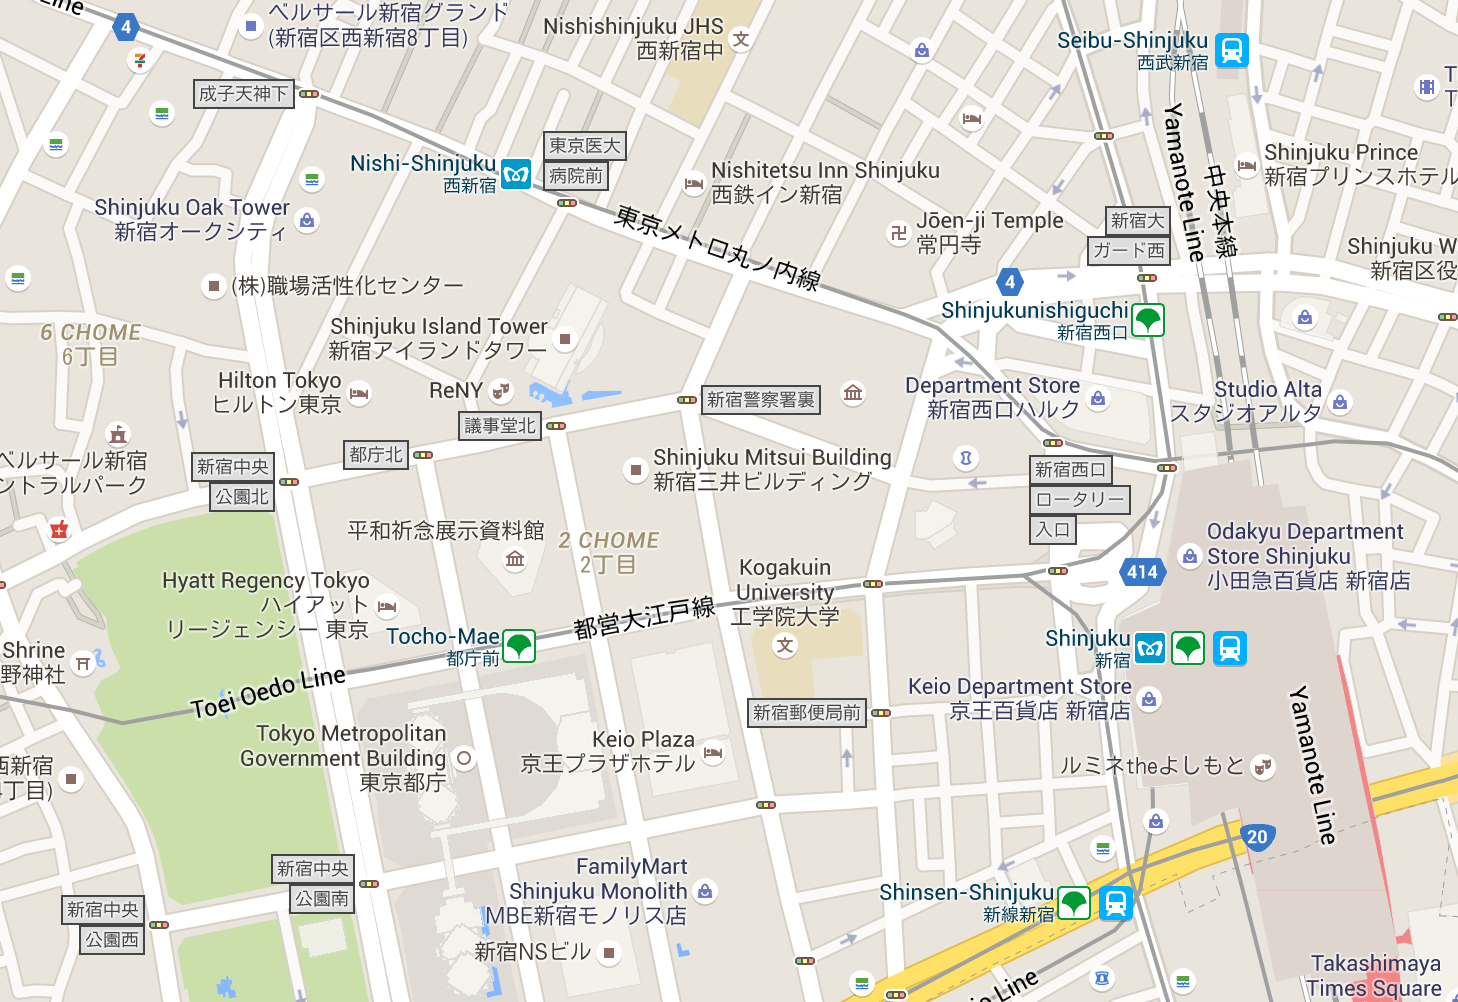 Line
4
ベルサール新宿グランド
(新宿区西新宿8丁目)
Nishishinjuku JHS
西新宿中
Seibu-Shinjuku
西武新宿
成子天神下
東京医大
病院前
Nishi-Shinjuku
西新宿
Nishitetsu Inn Shinjuku
西鉄イン新宿
Yamanote Line
中央本線
Shinjuku Prince
新宿プリンスホテル
Shinjuku Oak Tower
新宿オークシティ
東京メトロ丸ノ内線
Jōen-ji Temple
常円寺
新宿大
ガード西
Shinjuku W
新宿区役
(株)職場活性化センター
4
Shinjukunishiguchi
新宿西口
6 CHOME
6丁目
Shinjuku Island Tower
新宿アイランドタワー
Hilton Tokyo
ヒルトン東京
ReNY
新宿警察署裏
Department Store
新宿西口ハルク
Studio Alta
スタジオアルタ
議事堂北
都庁北
ベルサール新宿
ントラルパーク
新宿中央
公園北
Shinjuku Mitsui Building
新宿三井ビルディング
新宿西口
ロータリー
入口
平和祈念展示資料館
2 CHOME
2丁目
Odakyu Department
Store Shinjuku
小田急百貨店 新宿店
414
Hyatt Regency Tokyo
ハイアット
リージェンシー 東京
Kogakuin
University
工学院大学
都営大江戸線
Tocho-Mae
都庁前
Shinjuku
新宿
Shrine
野神社
Toei Oedo Line
Keio Department Store
京王百貨店 新宿店
新宿郵便局前
Yamanote Line
Tokyo Metropolitan
Government Building
東京都庁
Keio Plaza
京王プラザホテル
西新宿
丁目)
ルミネtheよしもと
20
新宿中央
公園南
FamilyMart
Shinjuku Monolith
MBE新宿モノリス店
Shinsen-Shinjuku
新線新宿
新宿中央
公園西
新宿NSビル
io Line
Takashimaya
Times Square